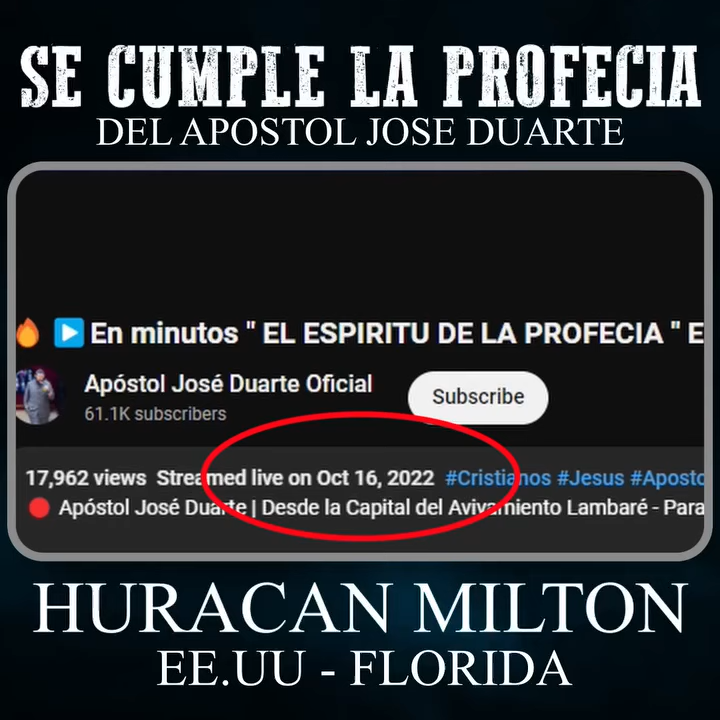 SE CUMPLE LA PROFECIA
DEL APOSTOL JOSE DUARTE
En minutos " EL ESPIRITU DE LA PROFECIA " E
Apóstol José Duarte Oficial
61.1K subscribers
Subscribe
17,962 views Streamed live on Oct 16, 2022 #Cristianos #Jesus #Aposto
Apóstol José Duarte | Desde la Capital del Avivamiento Lambaré - Para
HURACAN MILTON
EE.UU - FLORIDA